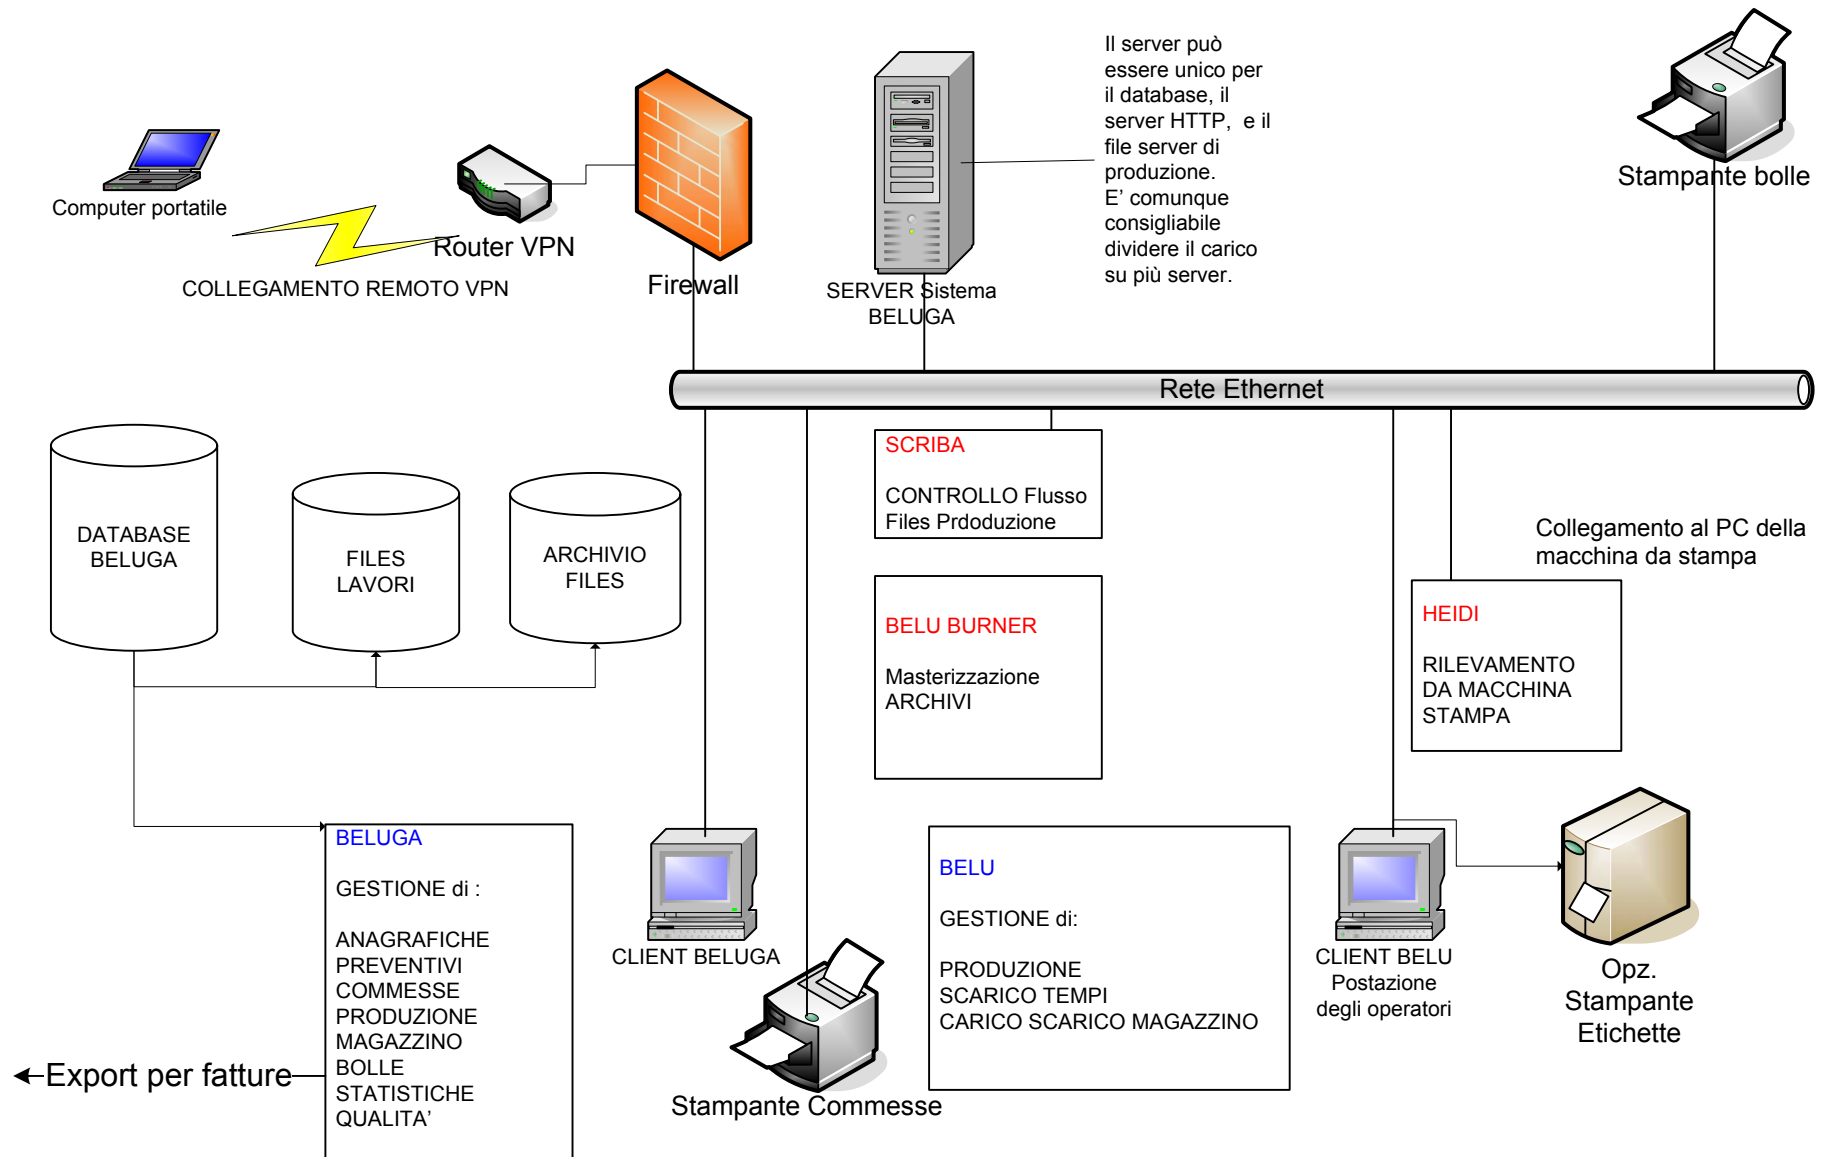 Il server può
essere unico per
il database, il
server HTTP,  e il
file server di
produzione.
E' comunque
consigliabile
dividere il carico
su più server.
Stampante bolle
Computer portatile
Router VPN
COLLEGAMENTO REMOTO VPN
Firewall
SERVER Sistema
BELUGA
Rete Ethernet
DATABASE
BELUGA
FILES
LAVORI
ARCHIVIO
FILES
SCRIBA
CONTROLLO Flusso
Files Prdoduzione
BELU BURNER
Masterizzazione
ARCHIVI
Collegamento al PC della
macchina da stampa
HEIDI
RILEVAMENTO
DA MACCHINA
STAMPA
BELUGA
GESTIONE di :
ANAGRAFICHE
PREVENTIVI
COMMESSE
PRODUZIONE
MAGAZZINO
BOLLE
STATISTICHE
QUALITA'
Export per fatture
CLIENT BELUGA
Stampante Commesse
BELU
GESTIONE di:
PRODUZIONE
SCARICO TEMPI
CARICO SCARICO MAGAZZINO
CLIENT BELU
Postazione
degli operatori
Opz.
Stampante
Etichette